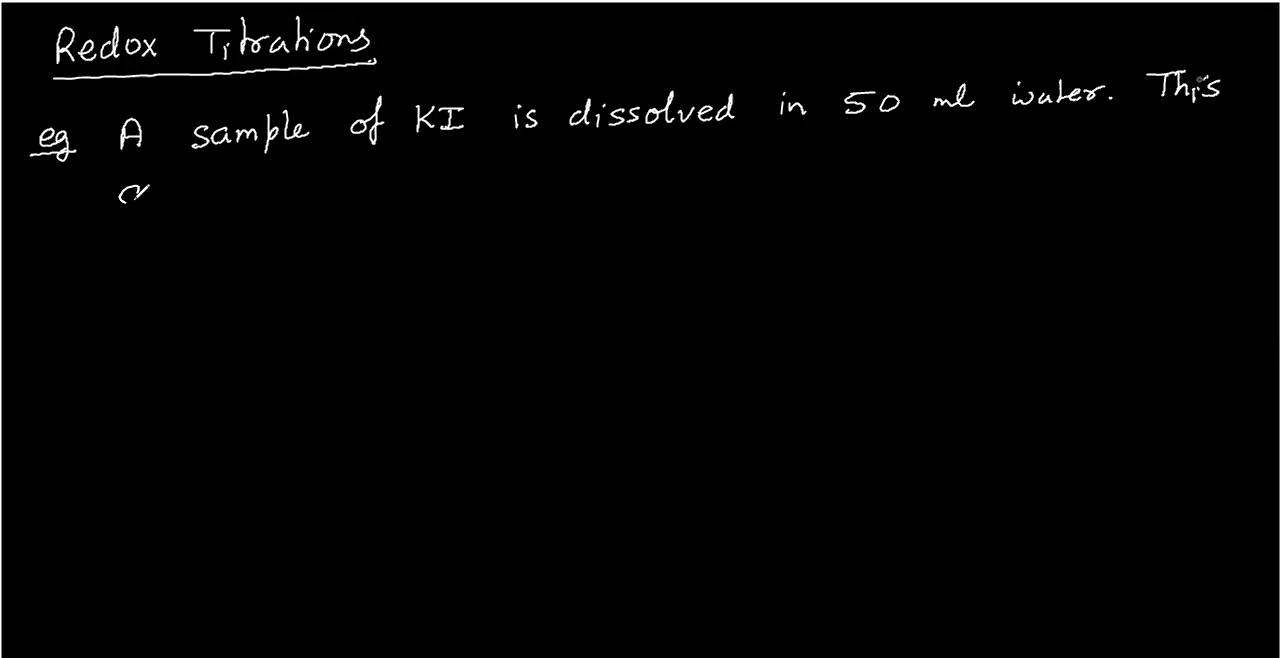 Redox Titrations
eg A sample of KI is dissolved in 50 ml water. This